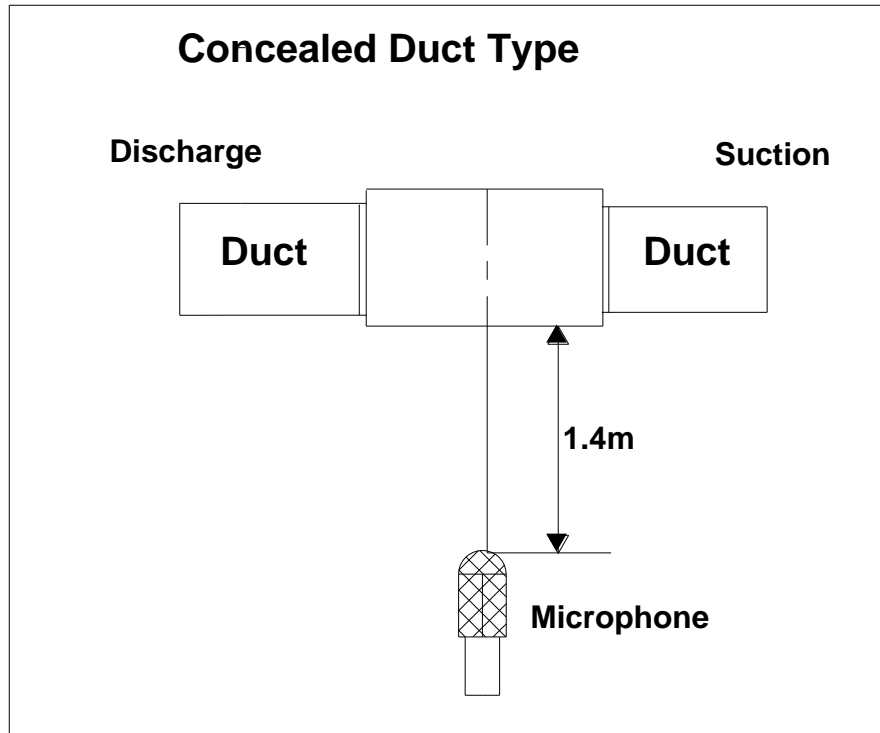 Concealed Duct Type
Discharge
Suction
Duct
Duct
1.4m
Microphone